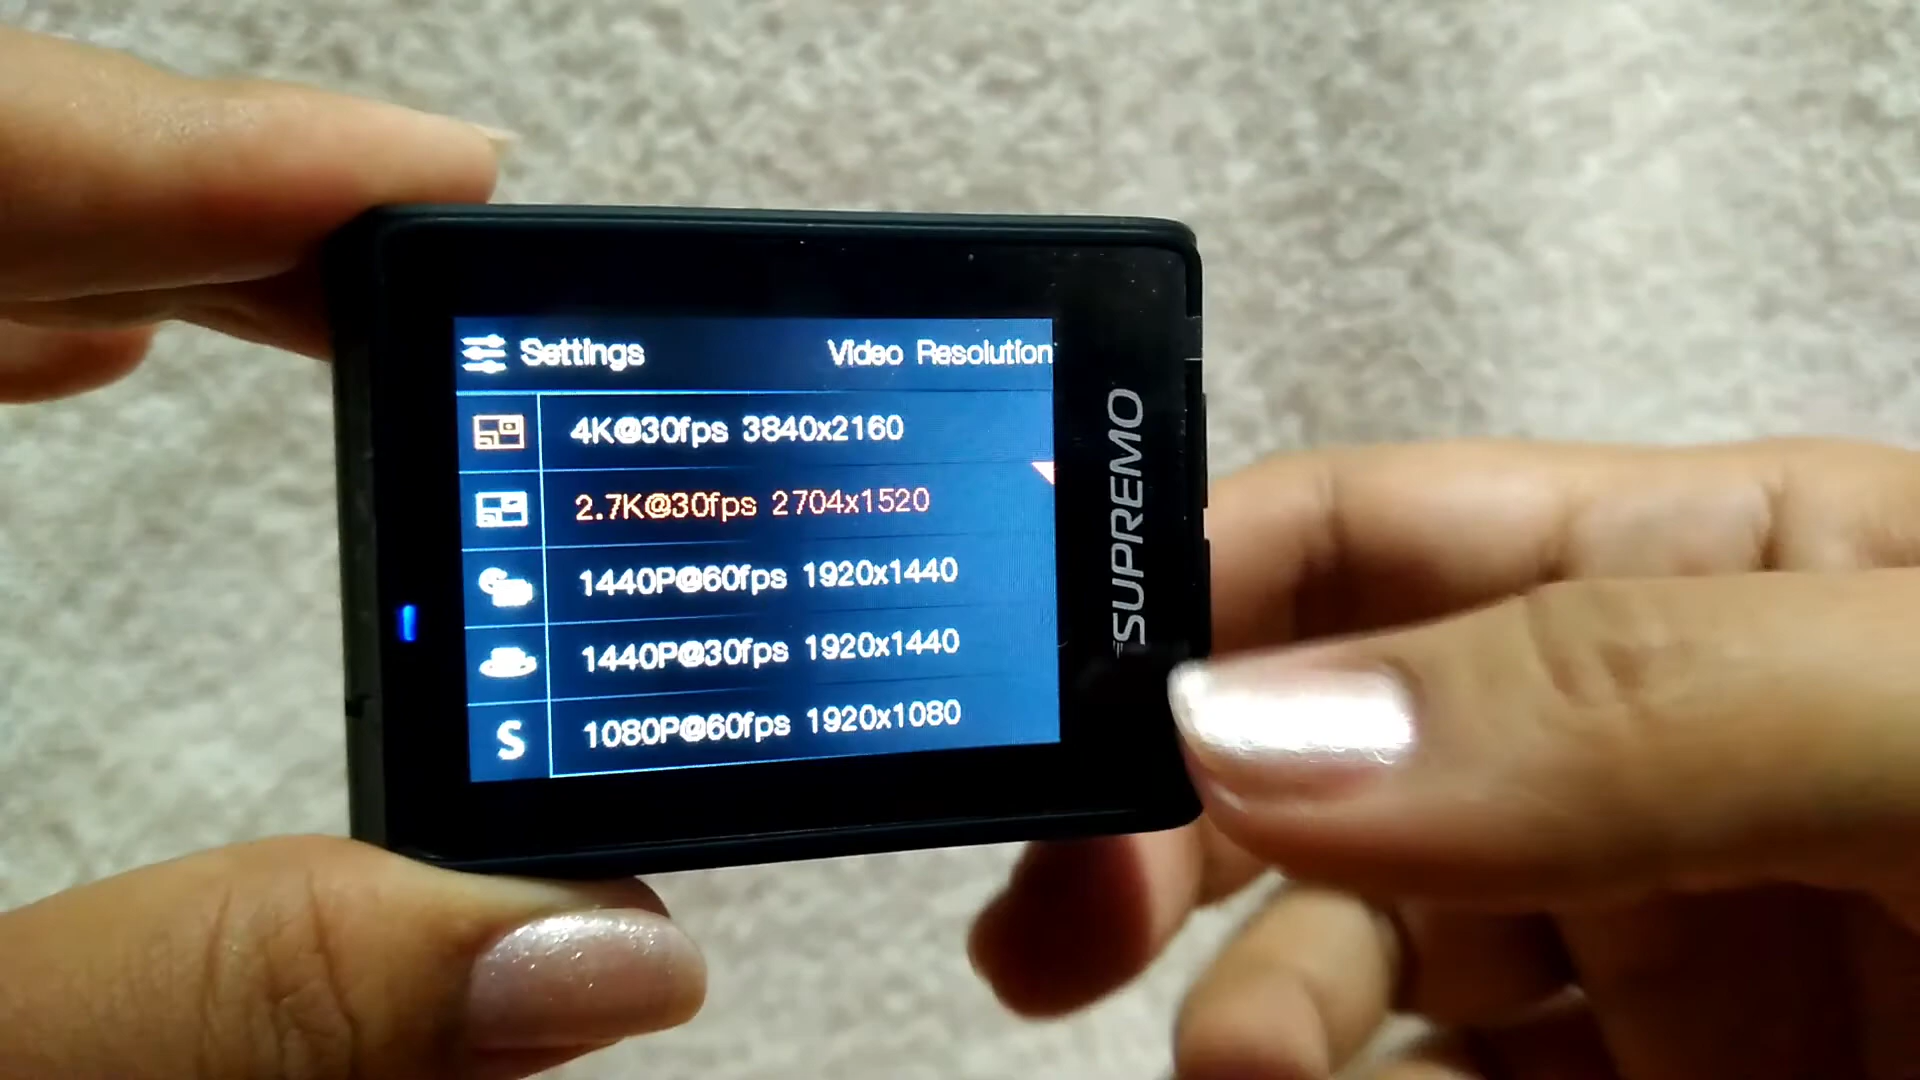 Settings Video Resolution
4K@30fps 3840x2160
2.7K@30fps 2704x1520
1440P@60fps 1920x1440
1440P@30fps 1920x1440
S 1080P@60fps 1920x1080
SUPREMO